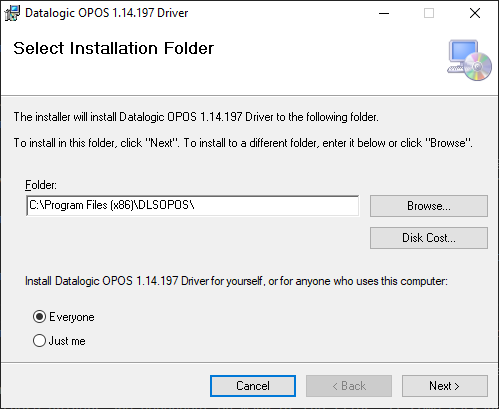 Datalogic OPOS 1.14.197 Driver
Select Installation Folder
The installer will install Datalogic OPOS 1.14.197 Driver to the following folder.
To install in this folder, click "Next". To install to a different folder, enter it below or click "Browse".
Folder:
C:\Program Files (x86)\DLSOPOS\
Browse...
Disk Cost...
Install Datalogic OPOS 1.14.197 Driver for yourself, or for anyone who uses this computer:
Everyone
Just me
Cancel
< Back
Next >